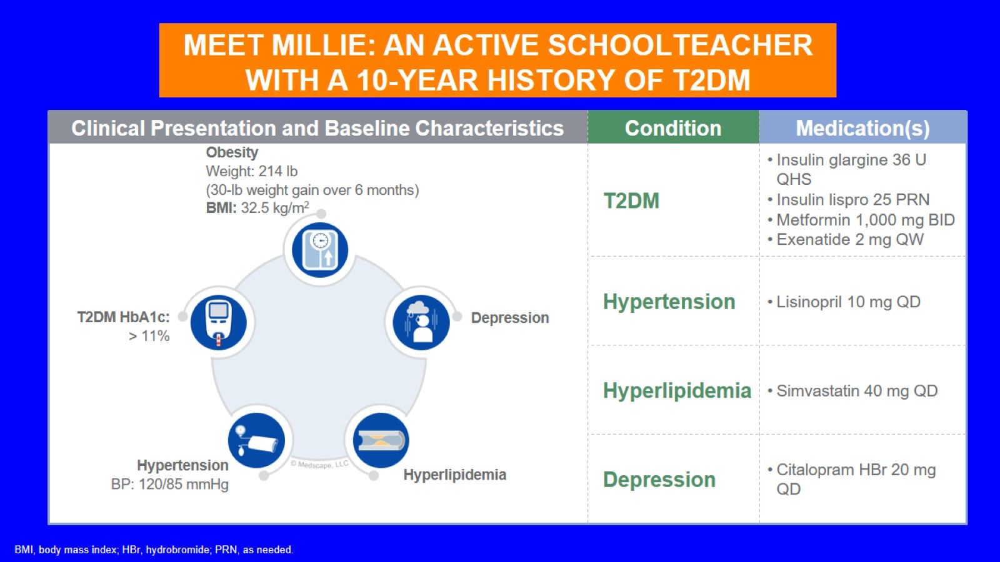 MEET MILLIE: AN ACTIVE SCHOOLTEACHER
WITH A 10-YEAR HISTORY OF T2DM
Clinical Presentation and Baseline Characteristics
Condition
Medication(s)
Obesity
Weight: 214 lb
(30-lb weight gain over 6 months)
BMI: 32.5 kg/m²
T2DM HbA1c:
> 11%
Depression
Hypertension
BP: 120/85 mmHg
Hyperlipidemia
© Medscape, LLC
T2DM
• Insulin glargine 36 U
QHS
• Insulin lispro 25 PRN
• Metformin 1,000 mg BID
• Exenatide 2 mg QW
Hypertension
• Lisinopril 10 mg QD
Hyperlipidemia
• Simvastatin 40 mg QD
Depression
• Citalopram HBr 20 mg
QD
BMI, body mass index; HBr, hydrobromide; PRN, as needed.